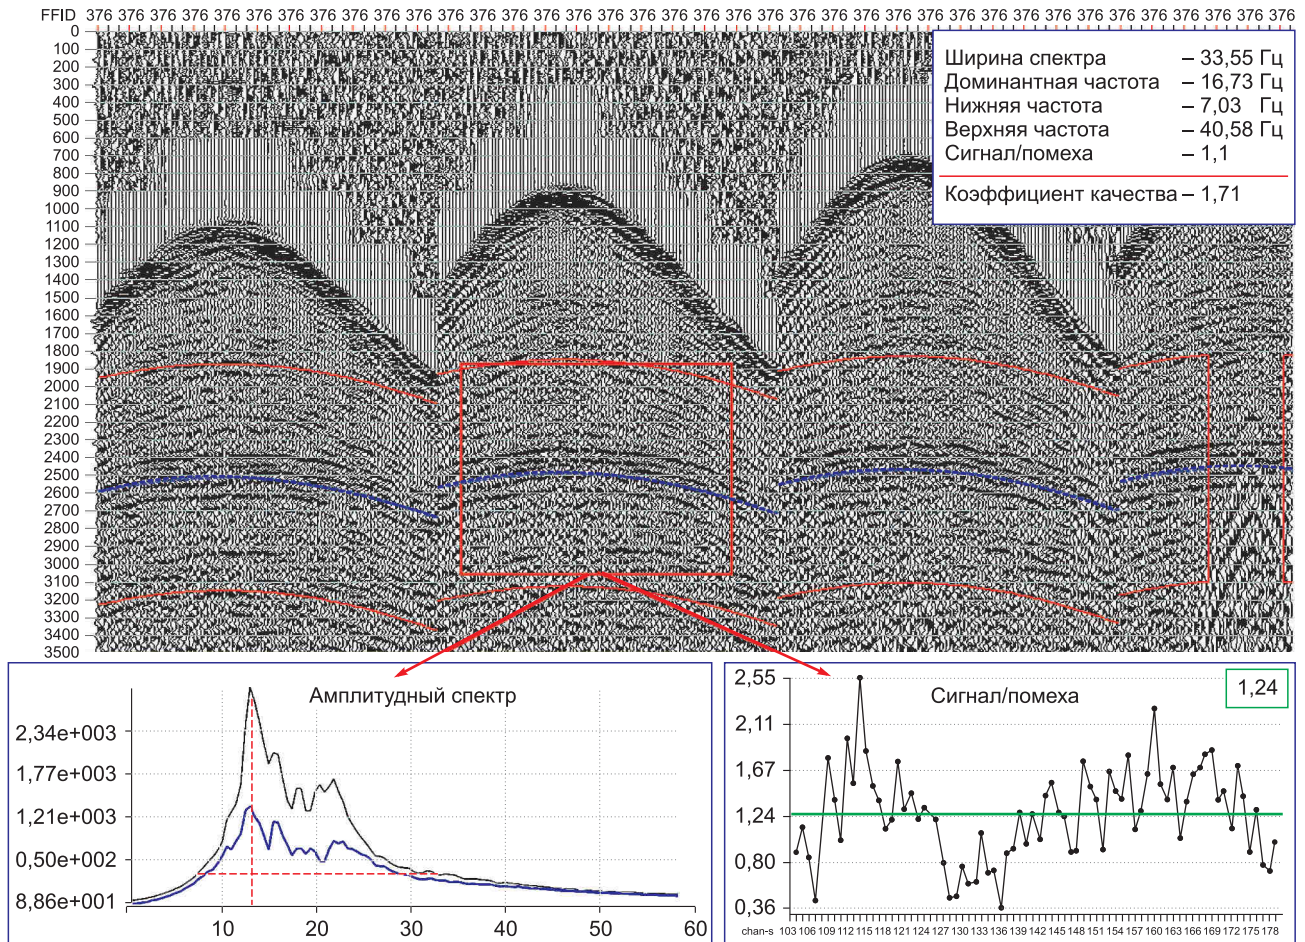 FFID 376 376 376 376 376 376 376 376 376 376 376 376 376 376 376 376 376 376 376 376 376 376 376 376 376 376 376 376 376 376 376 376 376 376 376 376 376
0
100
200
300
400
500
600
700
800
900
1000
1100
1200
1300
1400
1500
1600
1700
1800
1900
2000
2100
2200
2300
2400
2500
2600
2700
2800
2900
3000
3100
3200
3300
3400
3500
Ширина спектра – 33,55 Гц
Доминантная частота – 16,73 Гц
Нижняя частота – 7,03 Гц
Верхняя частота – 40,58 Гц
Сигнал/помеха – 1,1
Коэффициент качества – 1,71
Амплитудный спектр
2,34e+003
1,77e+003
1,21e+003
0,50e+002
8,86e+001
10 20 30 40 50 60
Сигнал/помеха
1,24
2,55
2,11
1,67
1,24
0,80
0,36
chan-s 103 106 109 112 115 118 121 124 127 130 133 136 139 142 145 148 151 154 157 160 163 166 169 172 175 178